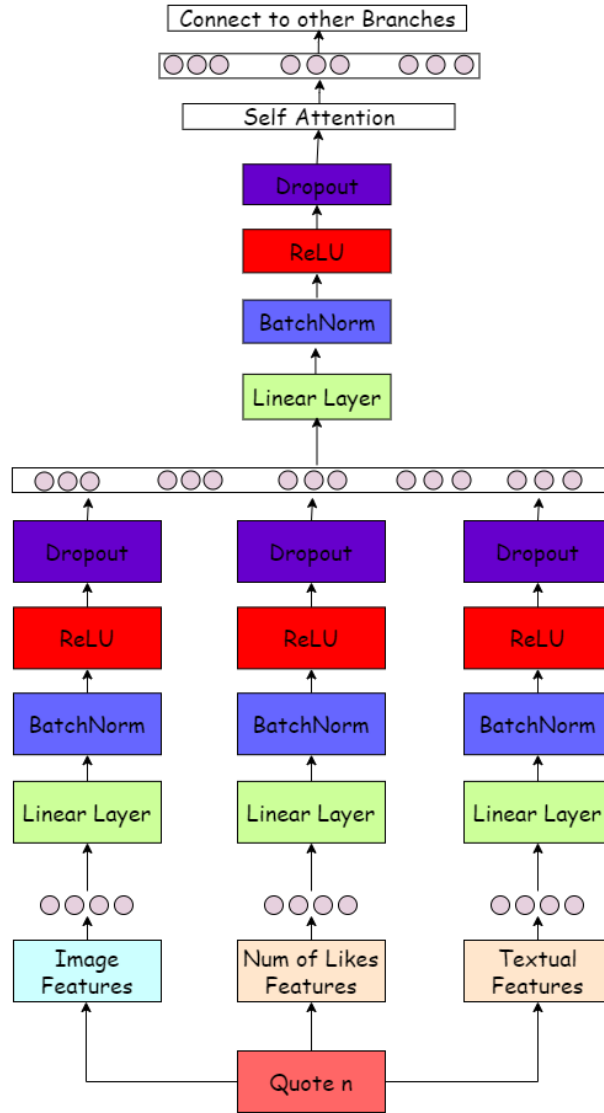 Connect to other Branches
Self Attention
Dropout
ReLU
BatchNorm
Linear Layer
Dropout Dropout Dropout
ReLU ReLU ReLU
BatchNorm BatchNorm BatchNorm
Linear Layer Linear Layer Linear Layer
Image Num of Likes Textual
Features Features Features
Quote n